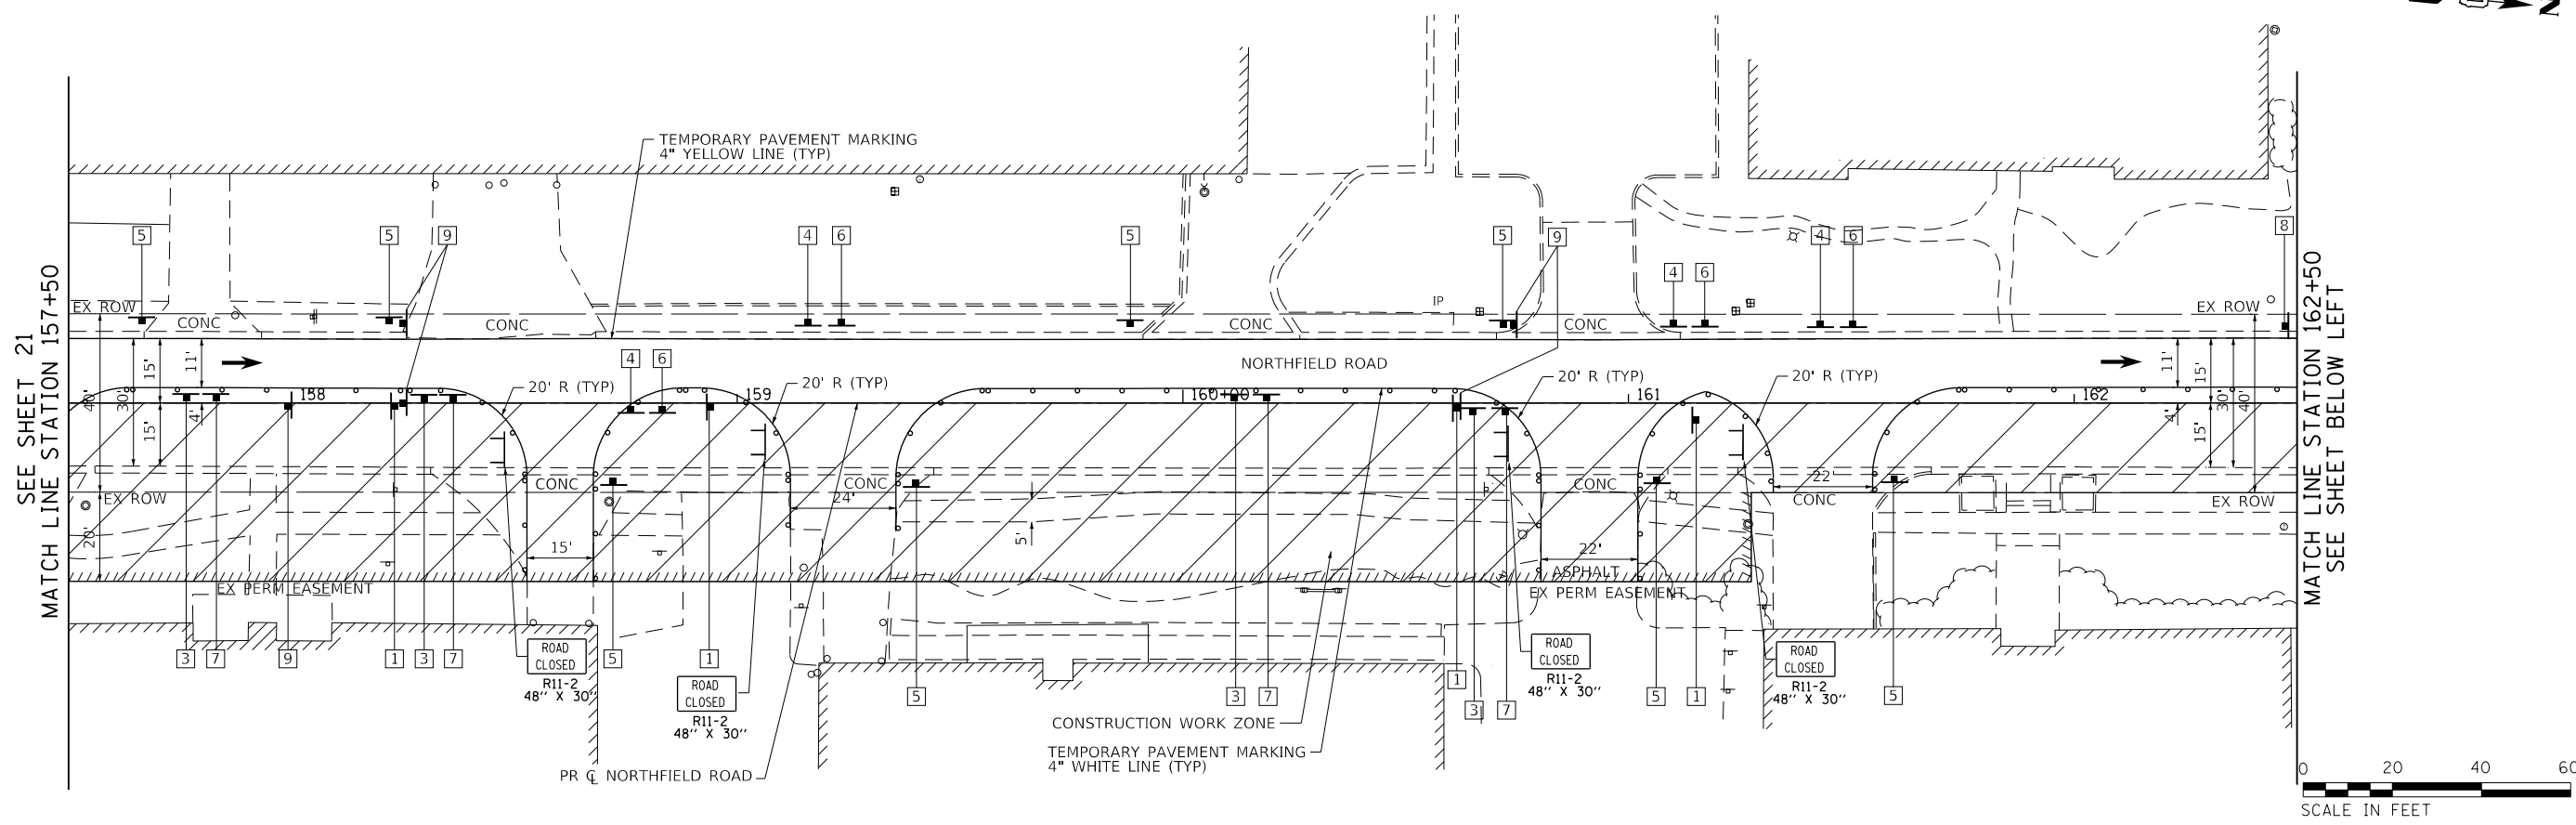 N
TEMPORARY PAVEMENT MARKING
4" YELLOW LINE (TYP)
5
5
9
4
6
5
5
9
4
6
4
6
8
SEE SHEET 21
MATCH LINE STATION 157+50
EX ROW
CONC
CONC
CONC
IP
CONC
EX ROW
MATCH LINE STATION 162+50
SEE SHEET BELOW LEFT
40'
30'
15'
11'
4
6
NORTHFIELD ROAD
11'
15'
30'
40'
158
20' R (TYP)
159
20' R (TYP)
160+00
20' R (TYP)
161
20' R (TYP)
162
15'
4'
4'
15'
EX ROW
20'
CONC
24'
CONC
CONC
22'
CONC
EX ROW
15'
5'
22'
ASPHALT
EX PERM EASEMENT
EX PERM EASEMENT
3
7
9
1
3
7
ROAD
CLOSED
R11-2
48" X 30"
5
1
ROAD
CLOSED
R11-2
48" X 30"
5
3
7
1
3
7
ROAD
CLOSED
R11-2
48" X 30"
5
1
ROAD
CLOSED
R11-2
48" X 30"
5
CONSTRUCTION WORK ZONE
TEMPORARY PAVEMENT MARKING
4" WHITE LINE (TYP)
PR ℄ NORTHFIELD ROAD
0 20 40 60
SCALE IN FEET